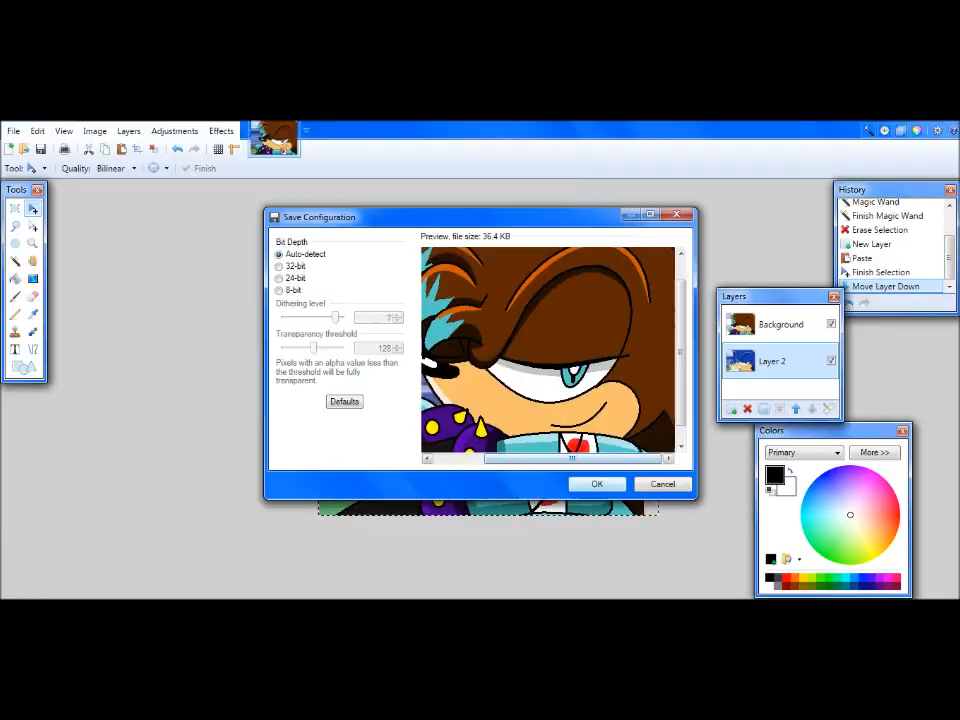 File Edit View Image Layers Adjustments Effects
Tool: Quality: Bilinear Finish
Tools
History
Magic Wand
Finish Magic Wand
Erase Selection
New Layer
Paste
Finish Selection
Move Layer Down
Save Configuration
Bit Depth
Auto-detect
32-bit
24-bit
8-bit
Dithering level
7
Transparency threshold
128
Pixels with an alpha value less than
the threshold will be fully
transparent.
Defaults
Preview, file size: 36.4 KB
OK Cancel
Layers
Background
Layer 2
Colors
Primary More >>